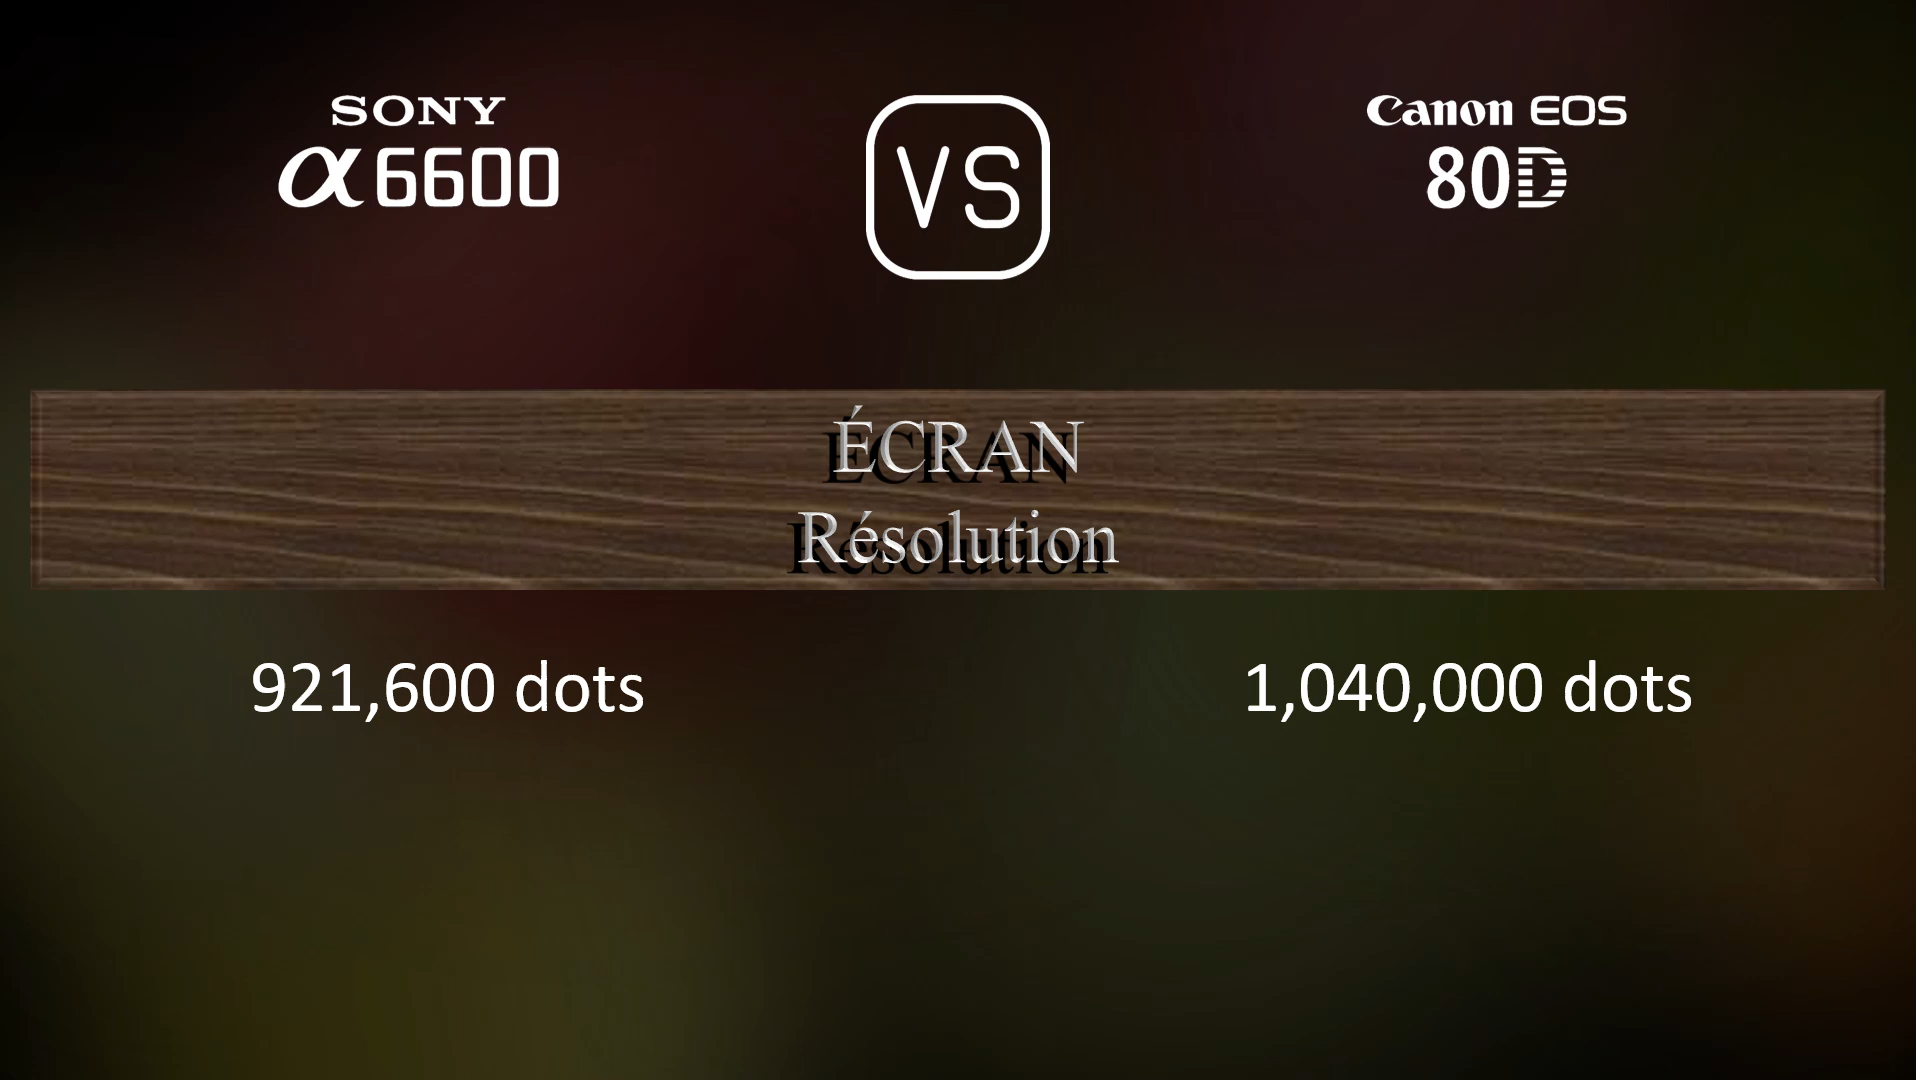 SONY
α6600
VS
Canon EOS
80D
ÉCRAN
Résolution
921,600 dots
1,040,000 dots